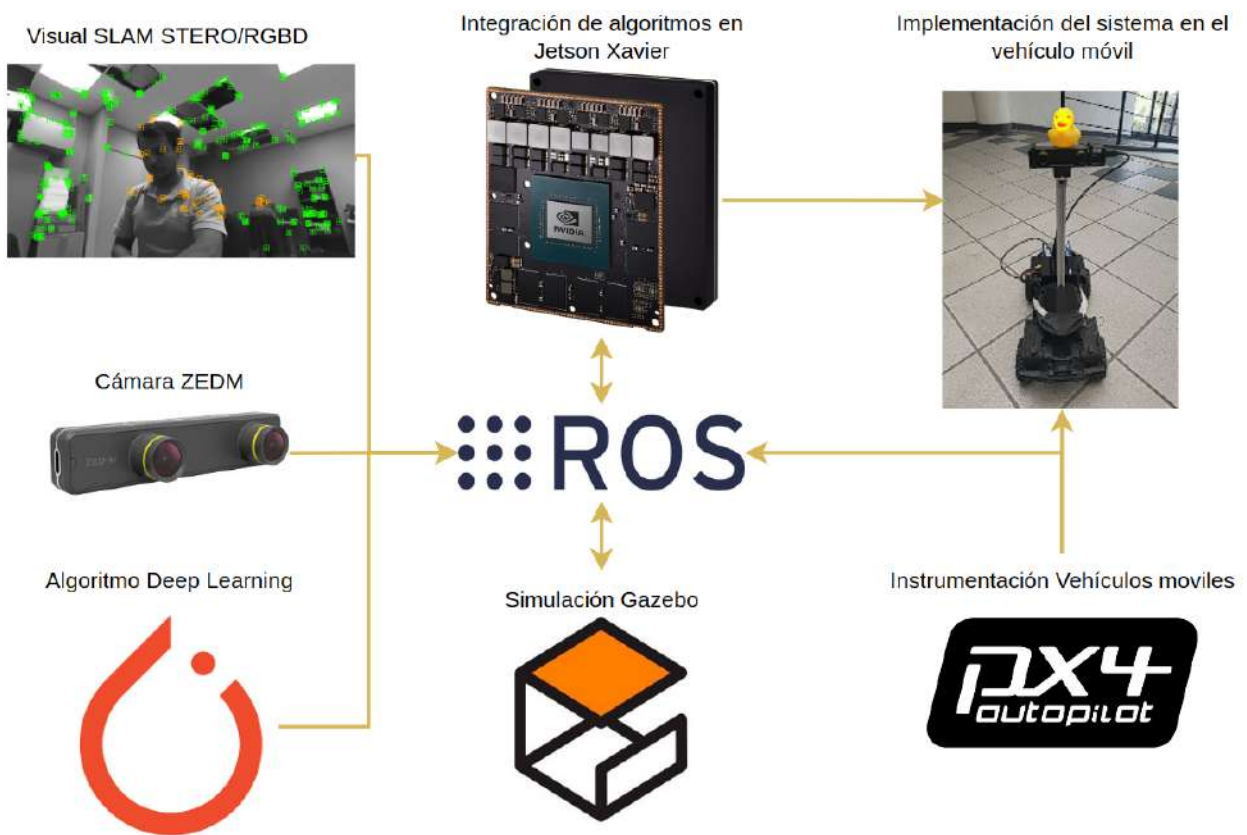 Visual SLAM STERO/RGBD
Integración de algoritmos en
Jetson Xavier
Implementación del sistema en el
vehículo móvil
NVIDIA
Cámara ZEDM
ROS
Algoritmo Deep Learning
Simulación Gazebo
Instrumentación Vehículos moviles
px4
autopilot